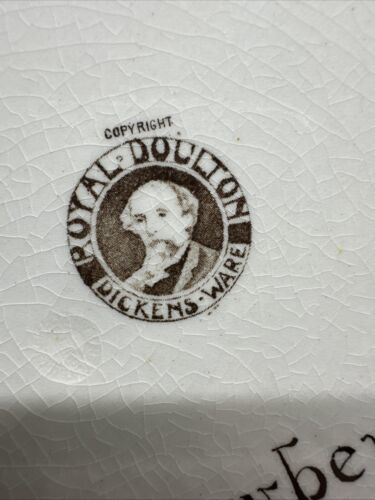 COPYRIGHT
ROYAL · DOULTON
DICKENS · WARE